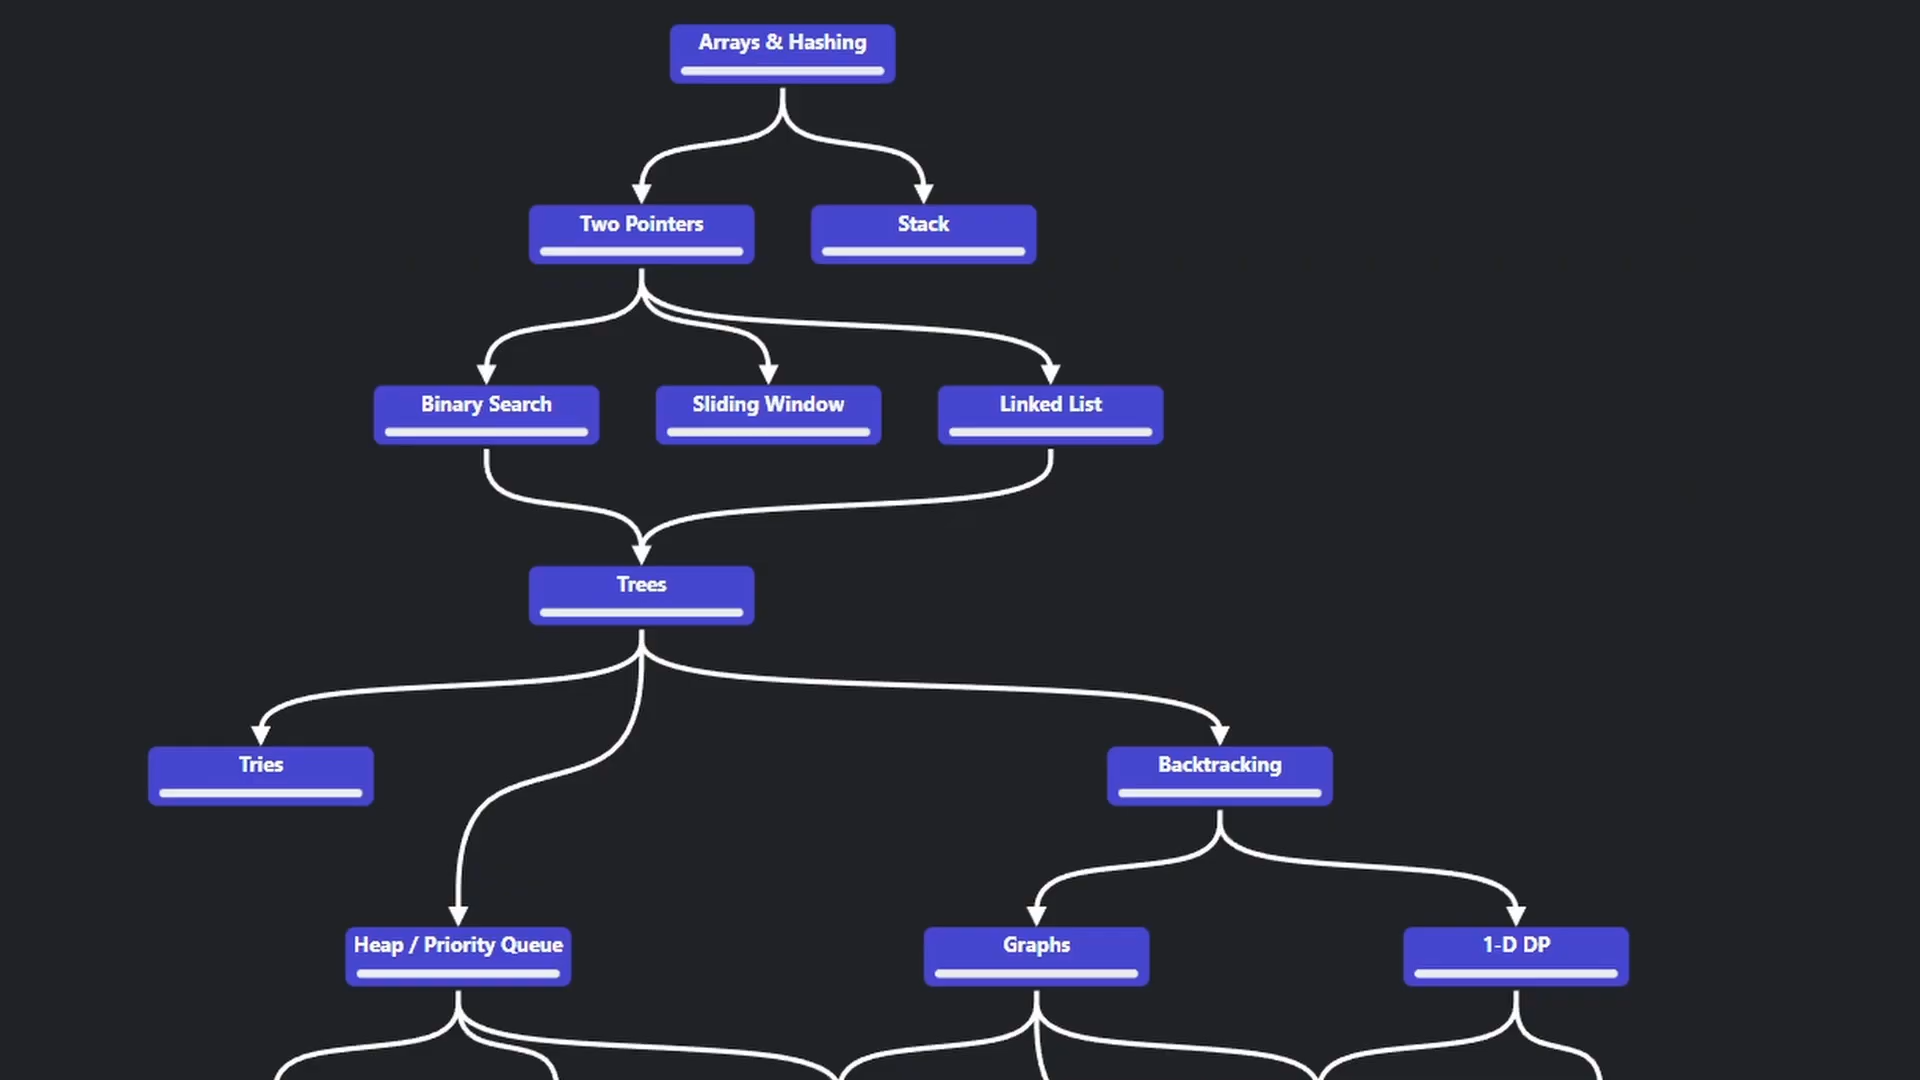 Arrays & Hashing
Two Pointers
Stack
Binary Search
Sliding Window
Linked List
Trees
Tries
Backtracking
Heap / Priority Queue
Graphs
1-D DP